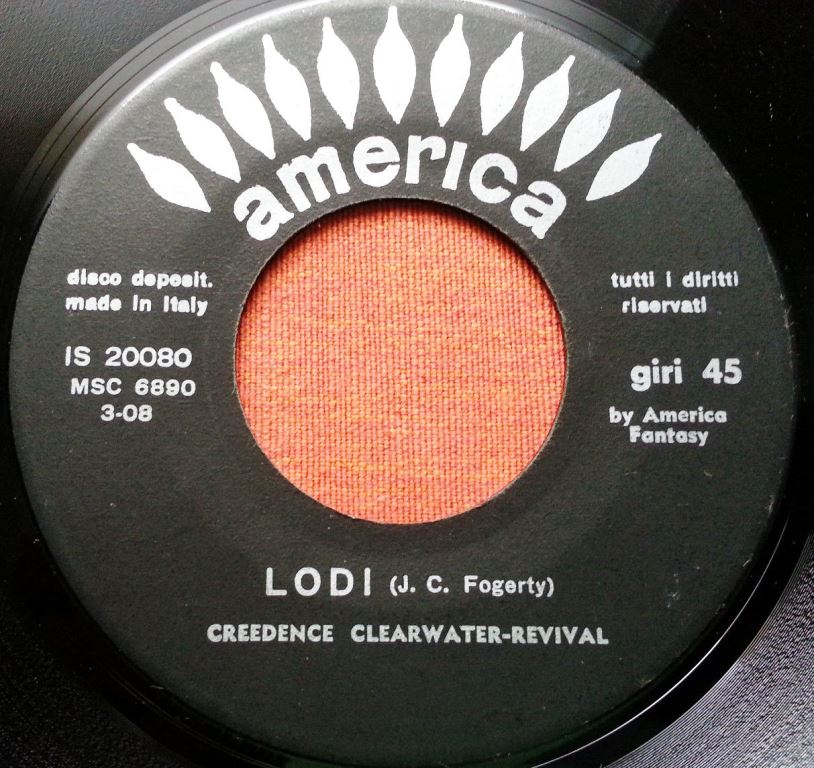 america
disco deposit.
made in Italy
IS 20080
MSC 6890
3-08
tutti i diritti
riservati
giri 45
by America
Fantasy
LODI (J. C. Fogerty)
CREEDENCE CLEARWATER-REVIVAL